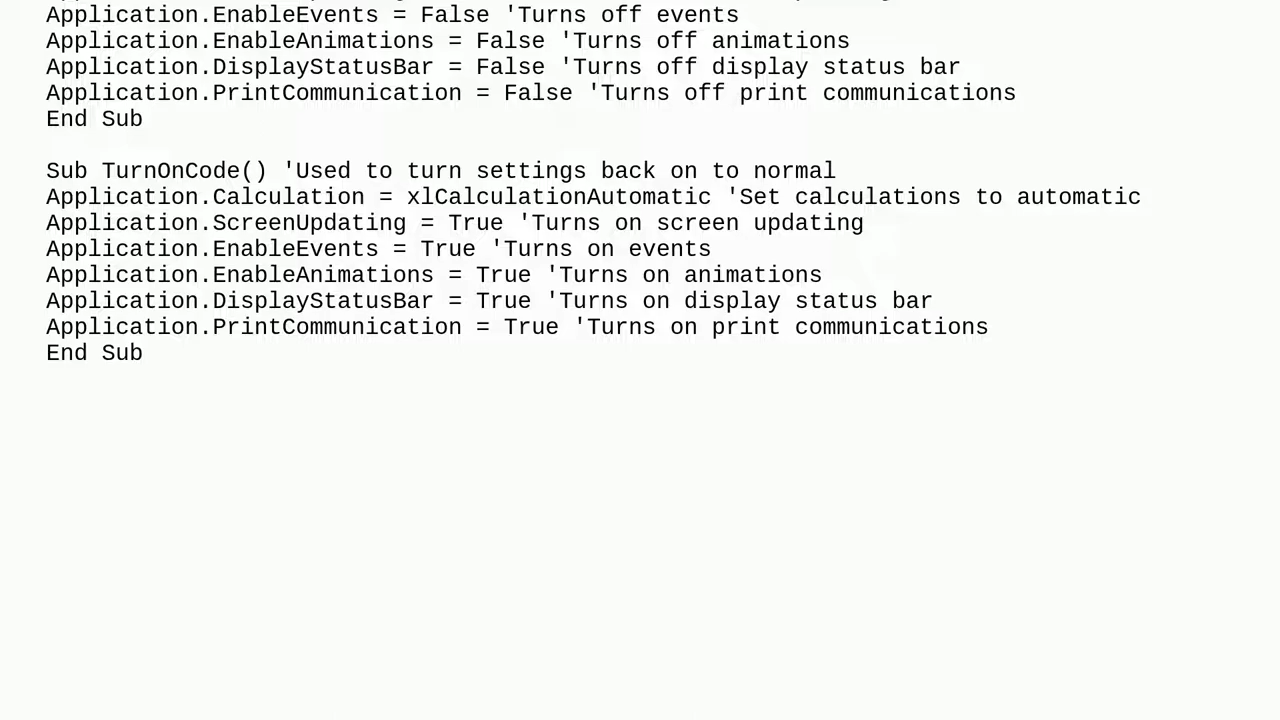 Application.EnableEvents = False 'Turns off events
Application.EnableAnimations = False 'Turns off animations
Application.DisplayStatusBar = False 'Turns off display status bar
Application.PrintCommunication = False 'Turns off print communications
End Sub

Sub TurnOnCode() 'Used to turn settings back on to normal
Application.Calculation = xlCalculationAutomatic 'Set calculations to automatic
Application.ScreenUpdating = True 'Turns on screen updating
Application.EnableEvents = True 'Turns on events
Application.EnableAnimations = True 'Turns on animations
Application.DisplayStatusBar = True 'Turns on display status bar
Application.PrintCommunication = True 'Turns on print communications
End Sub